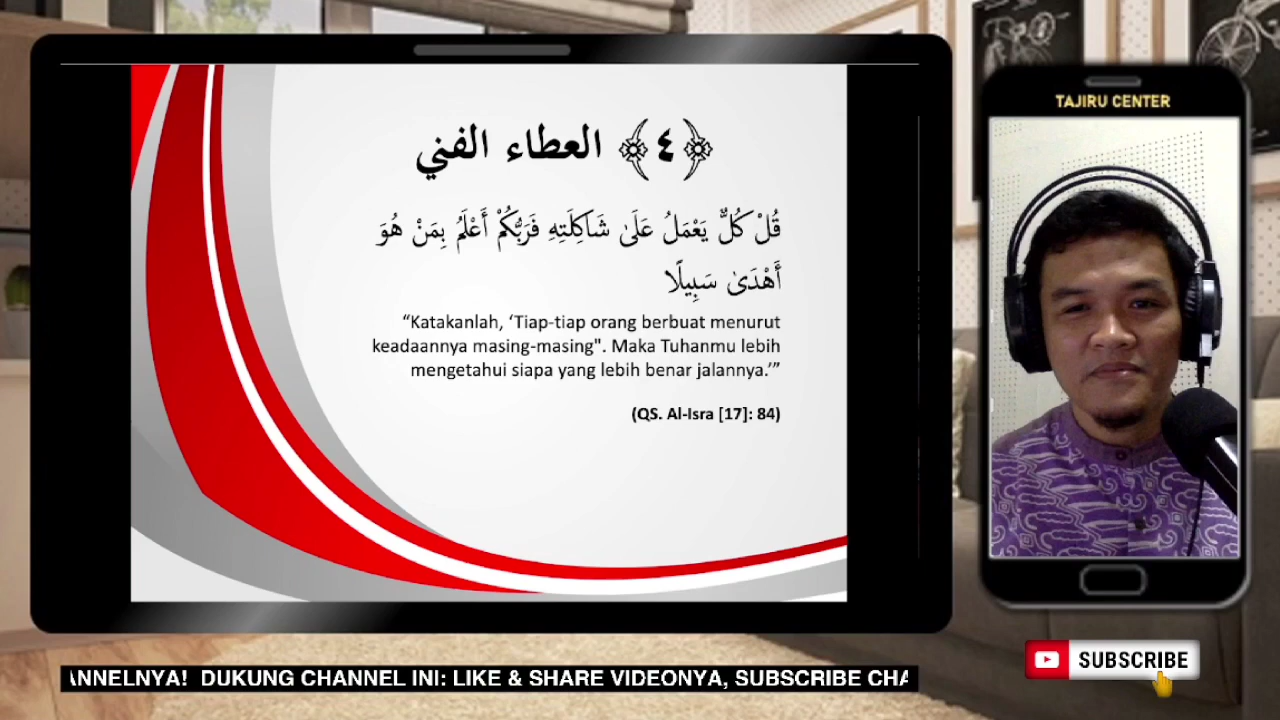 ﴿٤﴾ العطاء الفني
قُلْ كُلٌّ يَعْمَلُ عَلَىٰ شَاكِلَتِهِ فَرَبُّكُمْ أَعْلَمُ بِمَنْ هُوَ
أَهْدَىٰ سَبِيلًا
“Katakanlah, ‘Tiap-tiap orang berbuat menurut
keadaannya masing-masing". Maka Tuhanmu lebih
mengetahui siapa yang lebih benar jalannya.’”
(QS. Al-Isra [17]: 84)
TAJIRU CENTER
SUBSCRIBE
ANNELNYA! DUKUNG CHANNEL INI: LIKE & SHARE VIDEONYA, SUBSCRIBE CHA